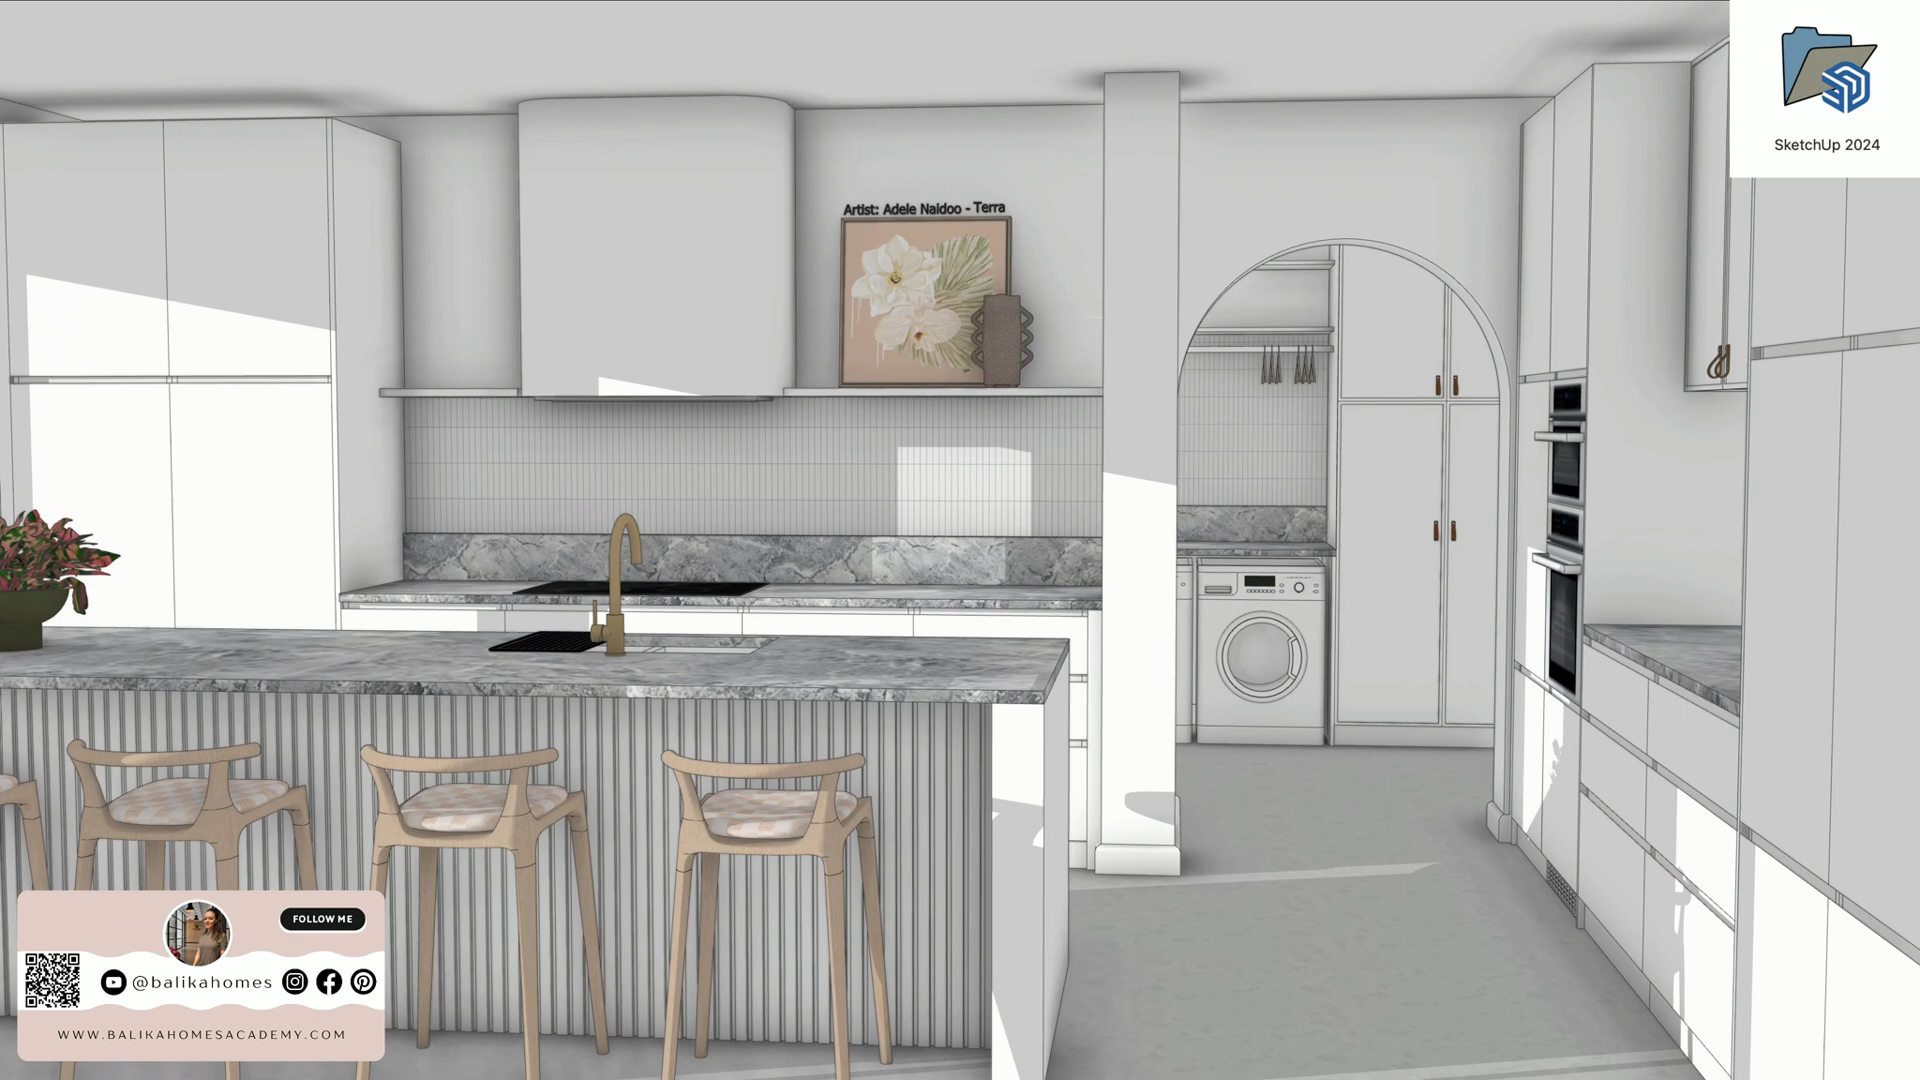 SketchUp 2024
Artist: Adele Naidoo - Terra
FOLLOW ME
@balikahomes
WWW.BALIKAHOMESACADEMY.COM